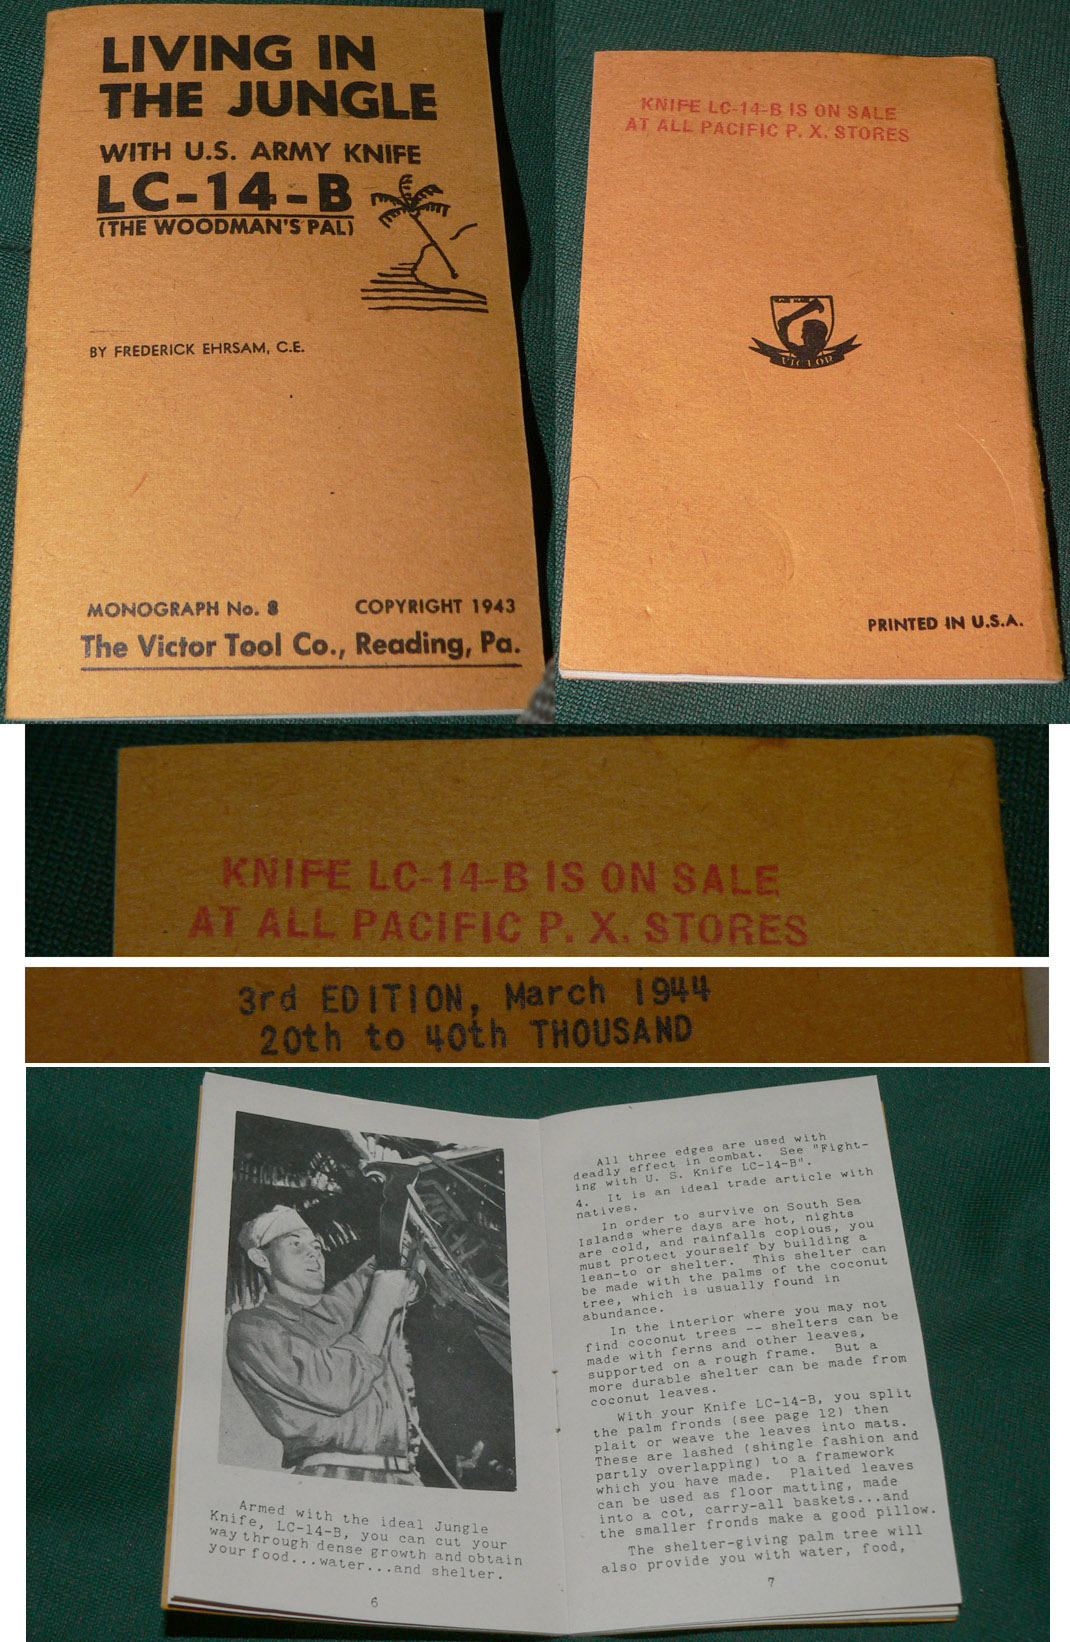 LIVING IN
THE JUNGLE
WITH U.S. ARMY KNIFE
LC-14-B
(THE WOODMAN'S PAL)
BY FREDERICK EHRSAM, C.E.
MONOGRAPH No. 8 COPYRIGHT 1943
The Victor Tool Co., Reading, Pa.
KNIFE LC-14-B IS ON SALE
AT ALL PACIFIC P. X. STORES
VICTOR
PRINTED IN U.S.A.
KNIFE LC-14-B IS ON SALE
AT ALL PACIFIC P. X. STORES
3rd EDITION, March 1944
20th to 40th THOUSAND
Armed with the ideal Jungle
Knife, LC-14-B, you can cut your
way through dense growth and obtain
your food...water...and shelter.
6
All three edges are used with
deadly effect in combat. See "Fight-
ing with U. S. Knife LC-14-B".
4. It is an ideal trade article with
natives.
In order to survive on South Sea
Islands where days are hot, nights
are cold, and rainfalls copious, you
must protect yourself by building a
lean-to or shelter. This shelter can
be made with the palms of the coconut
tree, which is usually found in
abundance.
In the interior where you may not
find coconut trees -- shelters can be
made with ferns and other leaves,
supported on a rough frame. But a
more durable shelter can be made from
coconut leaves.
With your Knife LC-14-B, you split
the palm fronds (see page 12) then
plait or weave the leaves into mats.
These are lashed (shingle fashion and
partly overlapping) to a framework
which you have made. Plaited leaves
can be used as floor matting, made
into a cot, carry-all baskets...and
the smaller fronds make a good pillow.
The shelter-giving palm tree will
also provide you with water, food,
7